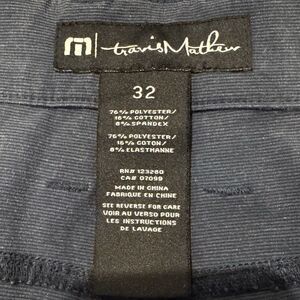 travisMathew
32
76% POLYESTER/
16% COTTON/
8% SPANDEX
76% POLYESTER/
16% COTON/
8% ELASTHANNE
RN# 123280
CA# 07099
MADE IN CHINA
FABRIQUE EN CHINE
SEE REVERSE FOR CARE
VOIR AU VERSO POUR
LES INSTRUCTIONS
DE LAVAGE